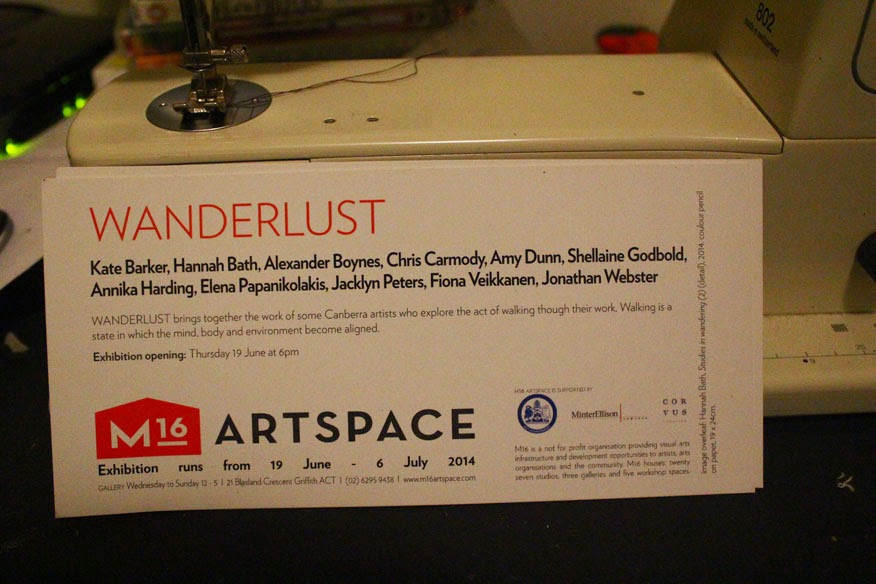 802
made in switzerland
WANDERLUST
Kate Barker, Hannah Bath, Alexander Boynes, Chris Carmody, Amy Dunn, Shellaine Godbold,
Annika Harding, Elena Papanikolakis, Jacklyn Peters, Fiona Veikkanen, Jonathan Webster
WANDERLUST brings together the work of some Canberra artists who explore the act of walking though their work. Walking is a
state in which the mind, body and environment become aligned.
Exhibition opening: Thursday 19 June at 6pm
M16 ARTSPACE
Exhibition runs from 19 June - 6 July 2014
GALLERY Wednesday to Sunday 12 - 5 | 21 Blaxland Crescent Griffith ACT | (02) 6295 9438 | www.m16artspace.com
M16 ARTSPACE IS SUPPORTED BY
MinterEllison
COR
VUS
M16 is a not for profit organisation providing visual arts
infrastructure and development opportunities to artists, arts
organisations and the community. M16 houses: twenty
seven studios, three galleries and five workshop spaces.
image overleaf: Hannah Bath, Studies in wandering (2) (detail), 2014. coulour pencil
on paper, 19 x 24cm.